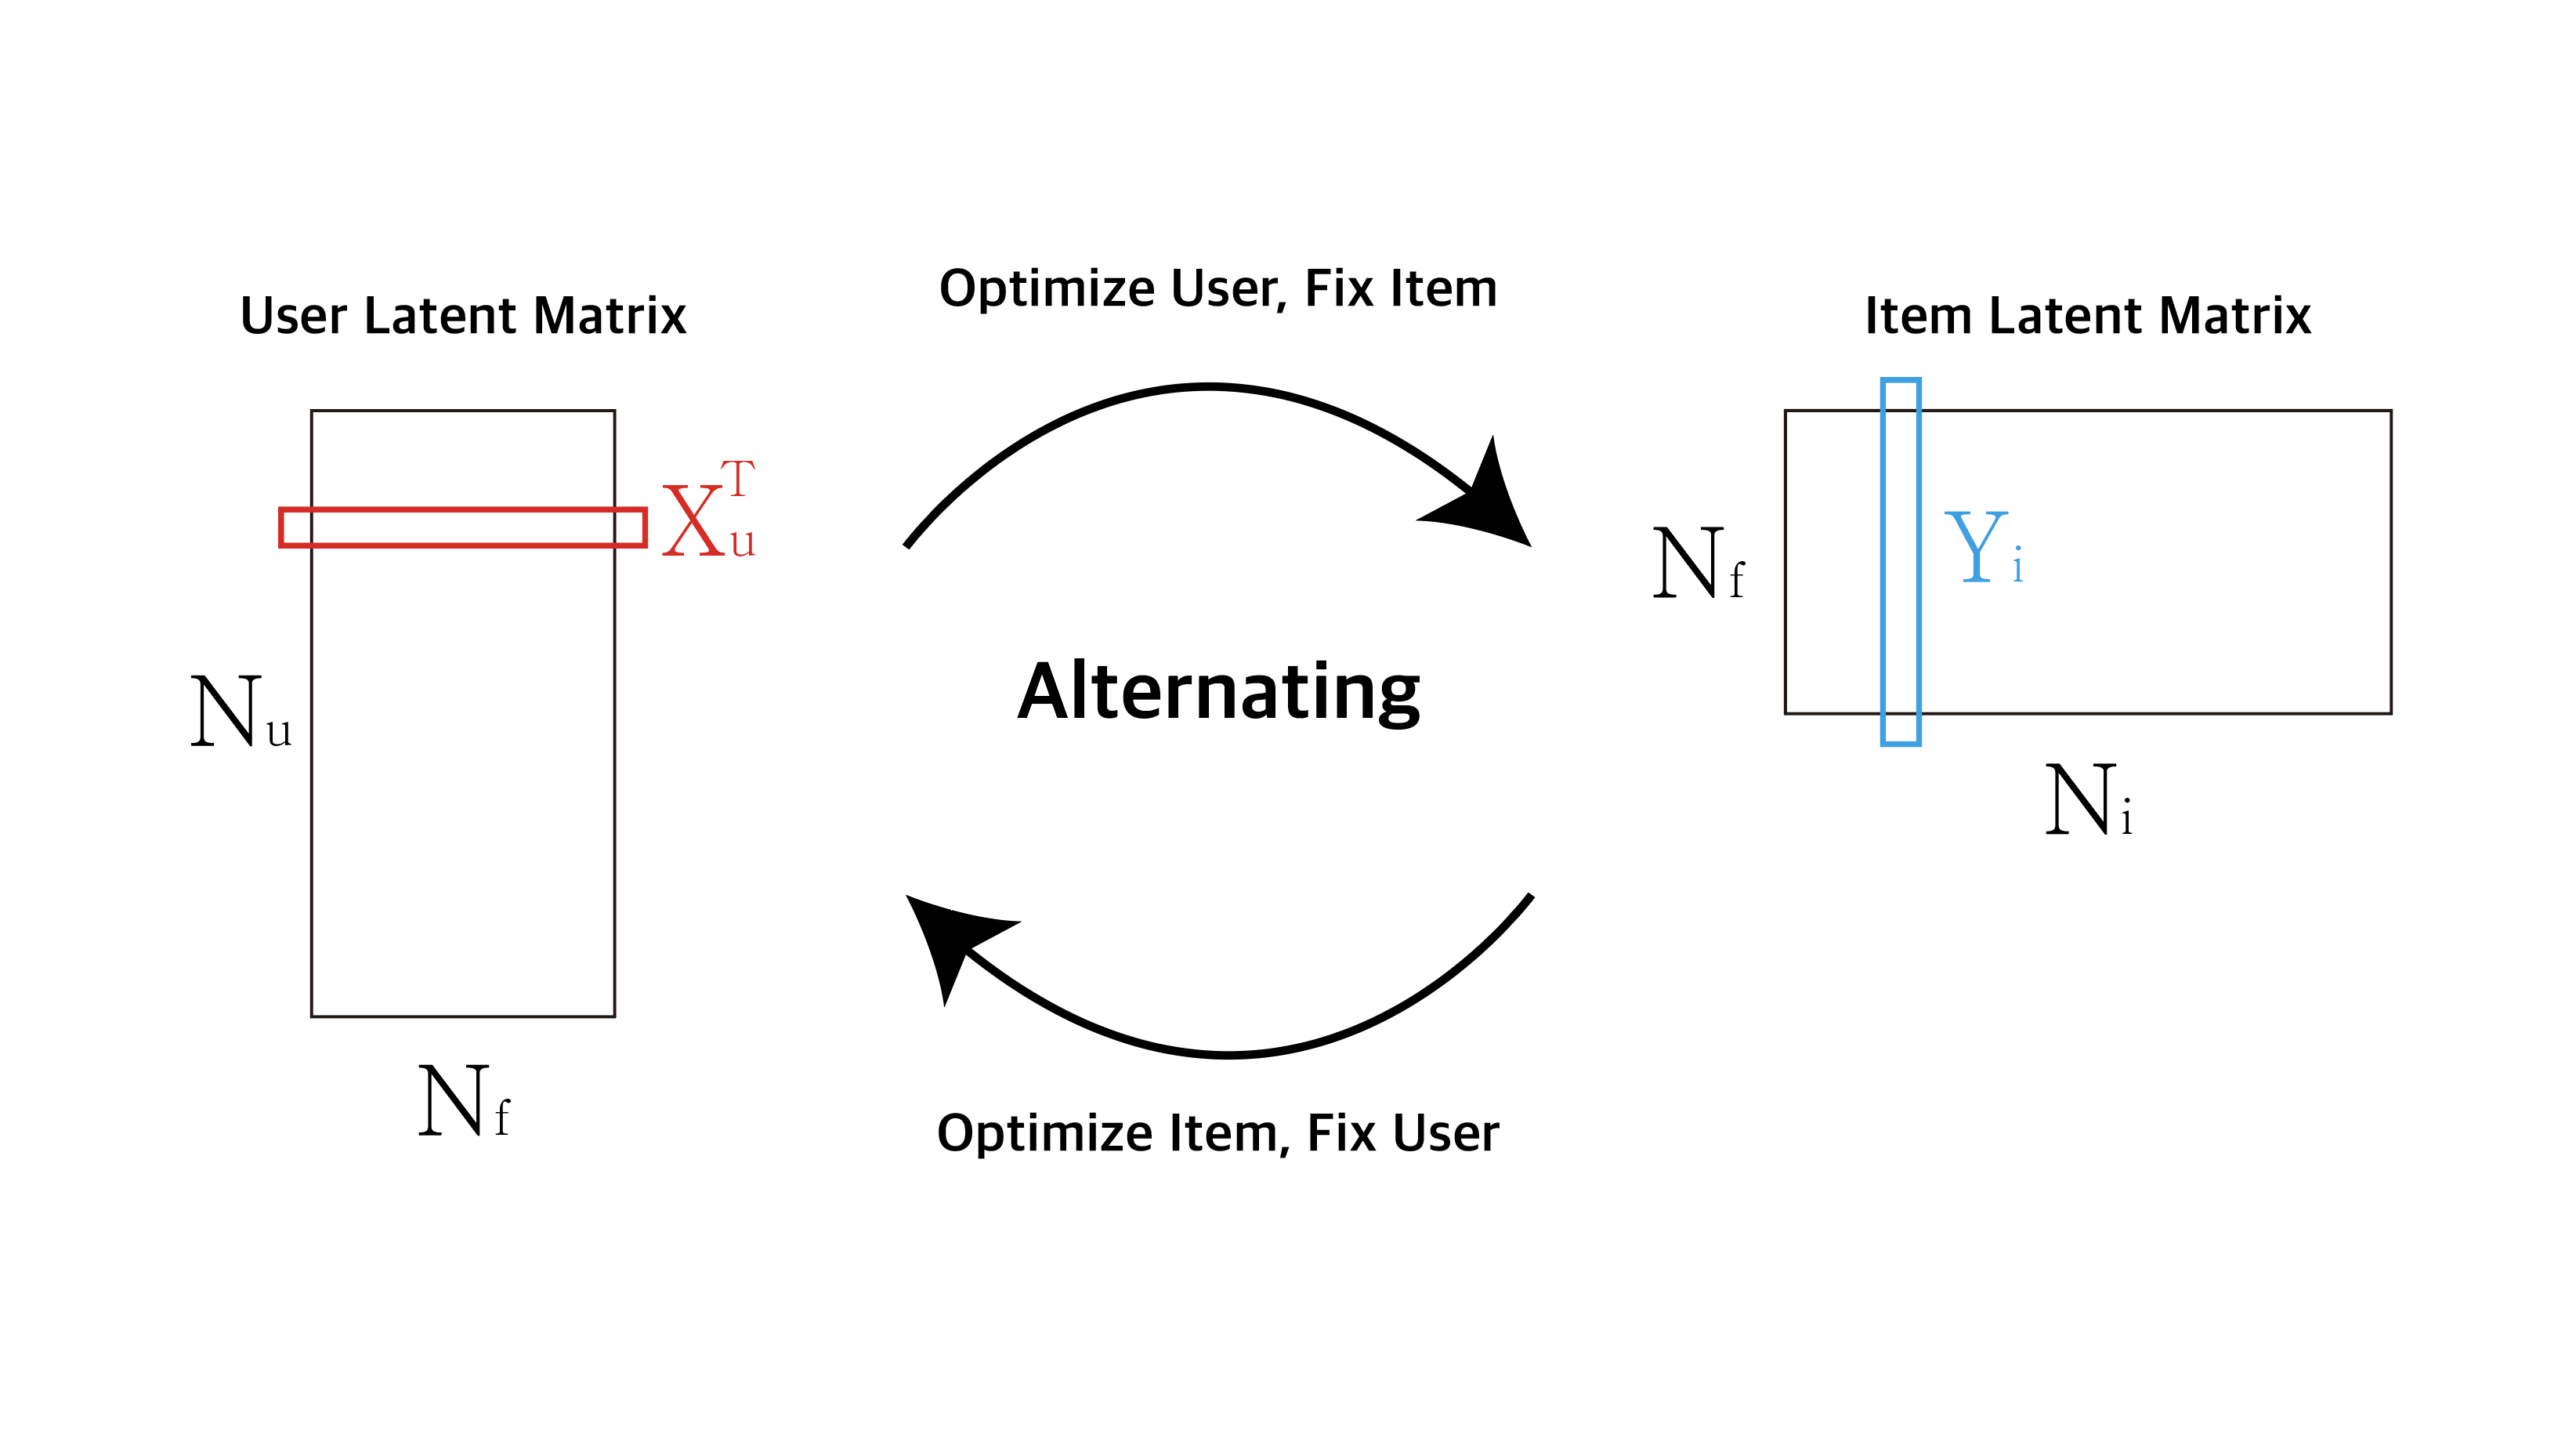 Optimize User, Fix Item
User Latent Matrix
Item Latent Matrix
X_u^T
Y_i
N_f
N_u
Alternating
N_i
N_f
Optimize Item, Fix User